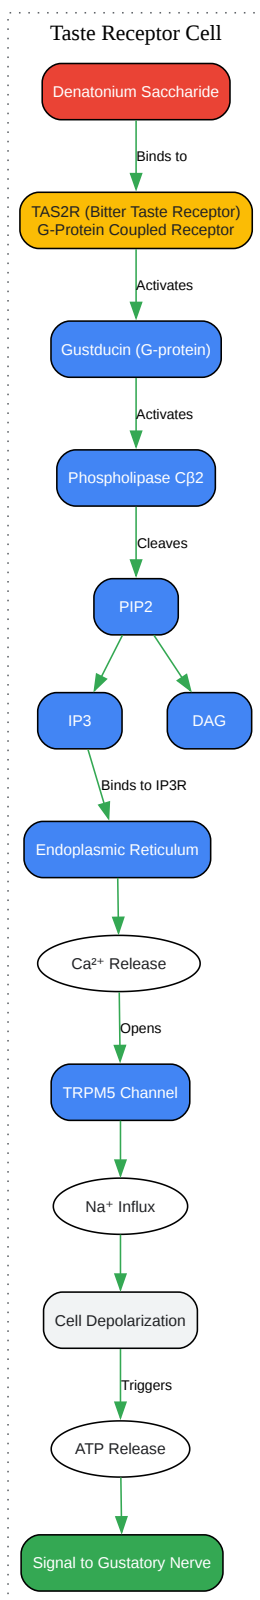 Taste Receptor Cell
Denatonium Saccharide
Binds to
TAS2R (Bitter Taste Receptor)
G-Protein Coupled Receptor
Activates
Gustducin (G-protein)
Activates
Phospholipase Cβ2
Cleaves
PIP2
IP3
DAG
Binds to IP3R
Endoplasmic Reticulum
Ca²⁺ Release
Opens
TRPM5 Channel
Na⁺ Influx
Cell Depolarization
Triggers
ATP Release
Signal to Gustatory Nerve